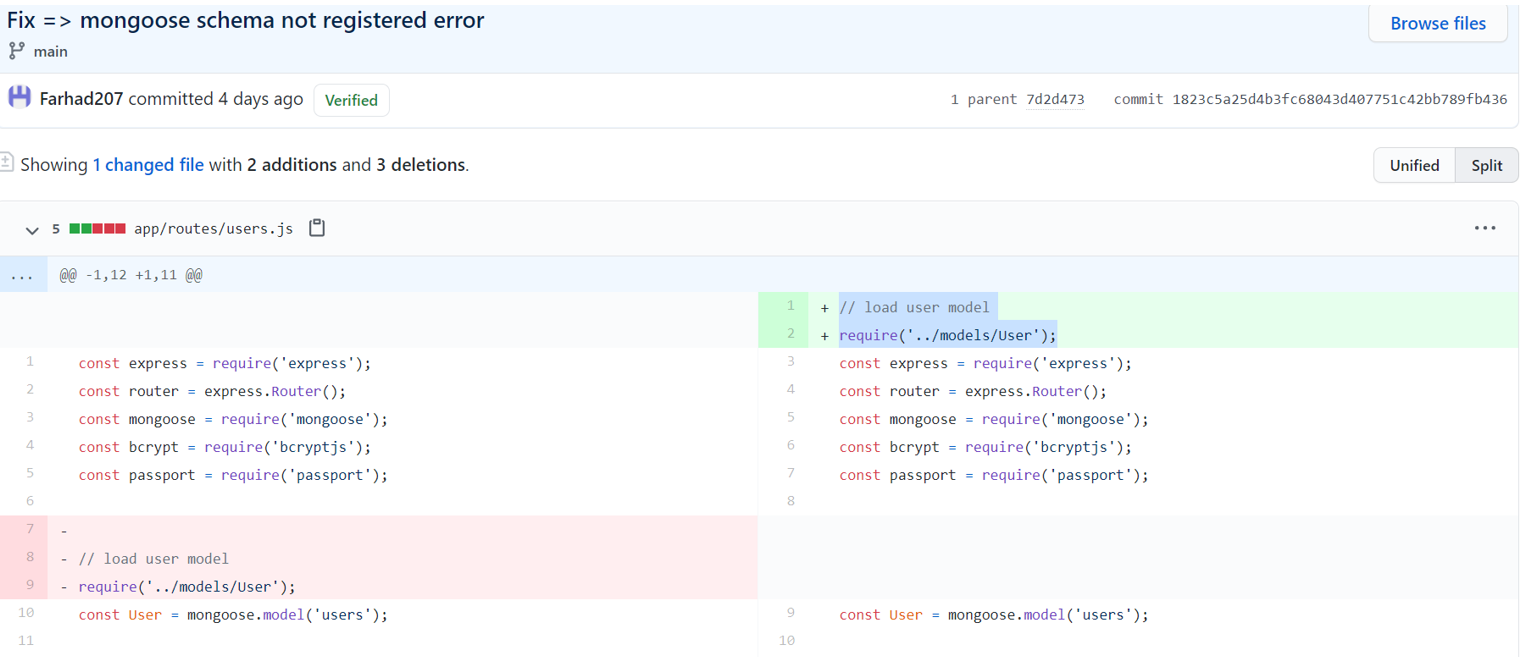 Fix => mongoose schema not registered error
Browse files
main
Farhad207 committed 4 days ago Verified
1 parent 7d2d473 commit 1823c5a25d4b3fc68043d407751c42bb789fb436
Showing 1 changed file with 2 additions and 3 deletions.
Unified Split
5 app/routes/users.js
... @@ -1,12 +1,11 @@
1 + // load user model
2 + require('../models/User');
1 const express = require('express'); 3 const express = require('express');
2 const router = express.Router(); 4 const router = express.Router();
3 const mongoose = require('mongoose'); 5 const mongoose = require('mongoose');
4 const bcrypt = require('bcryptjs'); 6 const bcrypt = require('bcryptjs');
5 const passport = require('passport'); 7 const passport = require('passport');
6 8
7 -
8 - // load user model
9 - require('../models/User');
10 const User = mongoose.model('users'); 9 const User = mongoose.model('users');
11 10